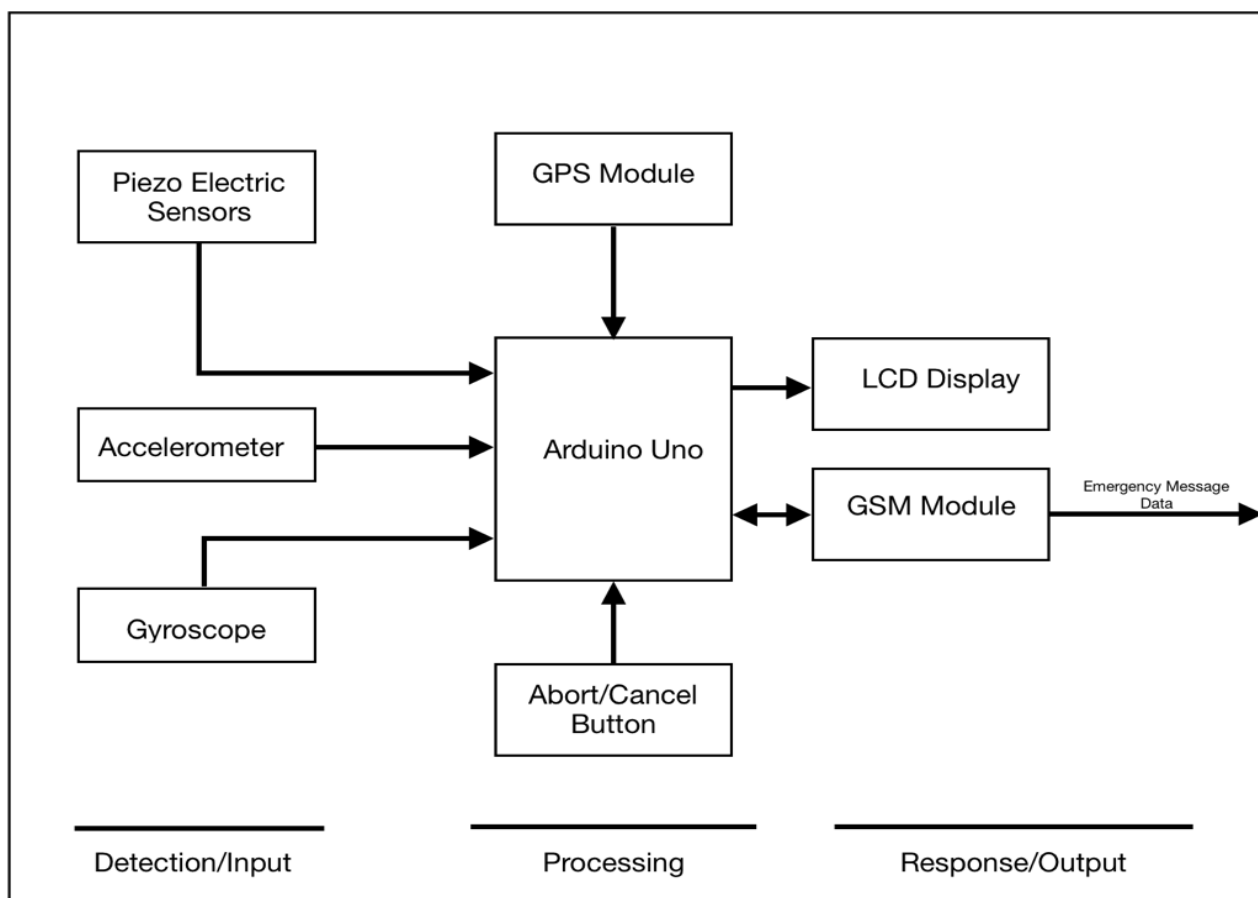 Piezo Electric
Sensors
GPS Module
Accelerometer
Arduino Uno
LCD Display
GSM Module
Emergency Message
Data
Gyroscope
Abort/Cancel
Button
Detection/Input
Processing
Response/Output